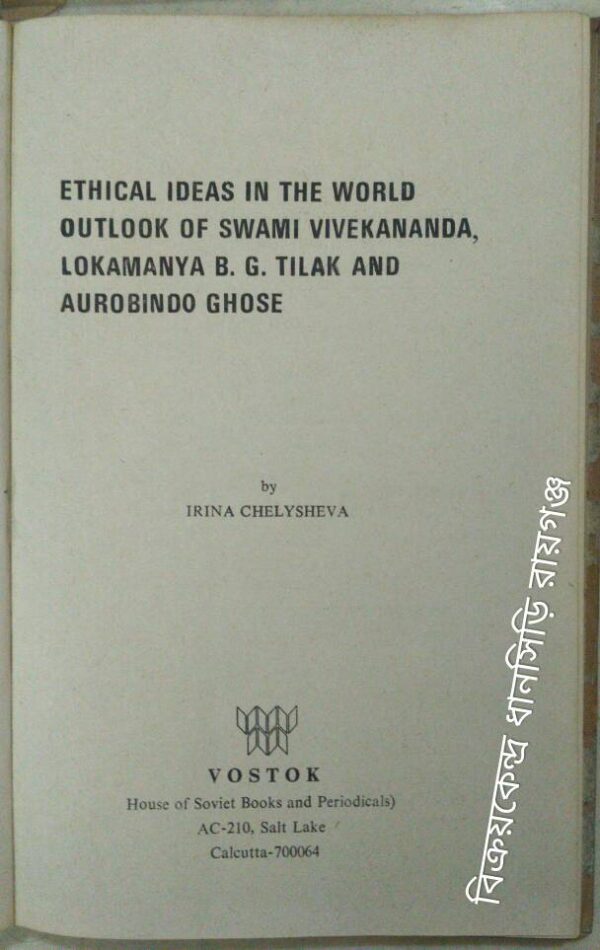 ETHICAL IDEAS IN THE WORLD
OUTLOOK OF SWAMI VIVEKANANDA,
LOKAMANYA B. G. TILAK AND
AUROBINDO GHOSE
by
IRINA CHELYSHEVA
VOSTOK
House of Soviet Books and Periodicals)
AC-210, Salt Lake
Calcutta-700064
বিক্রয়কেন্দ্র ধানসিড়ি রায়গঞ্জ